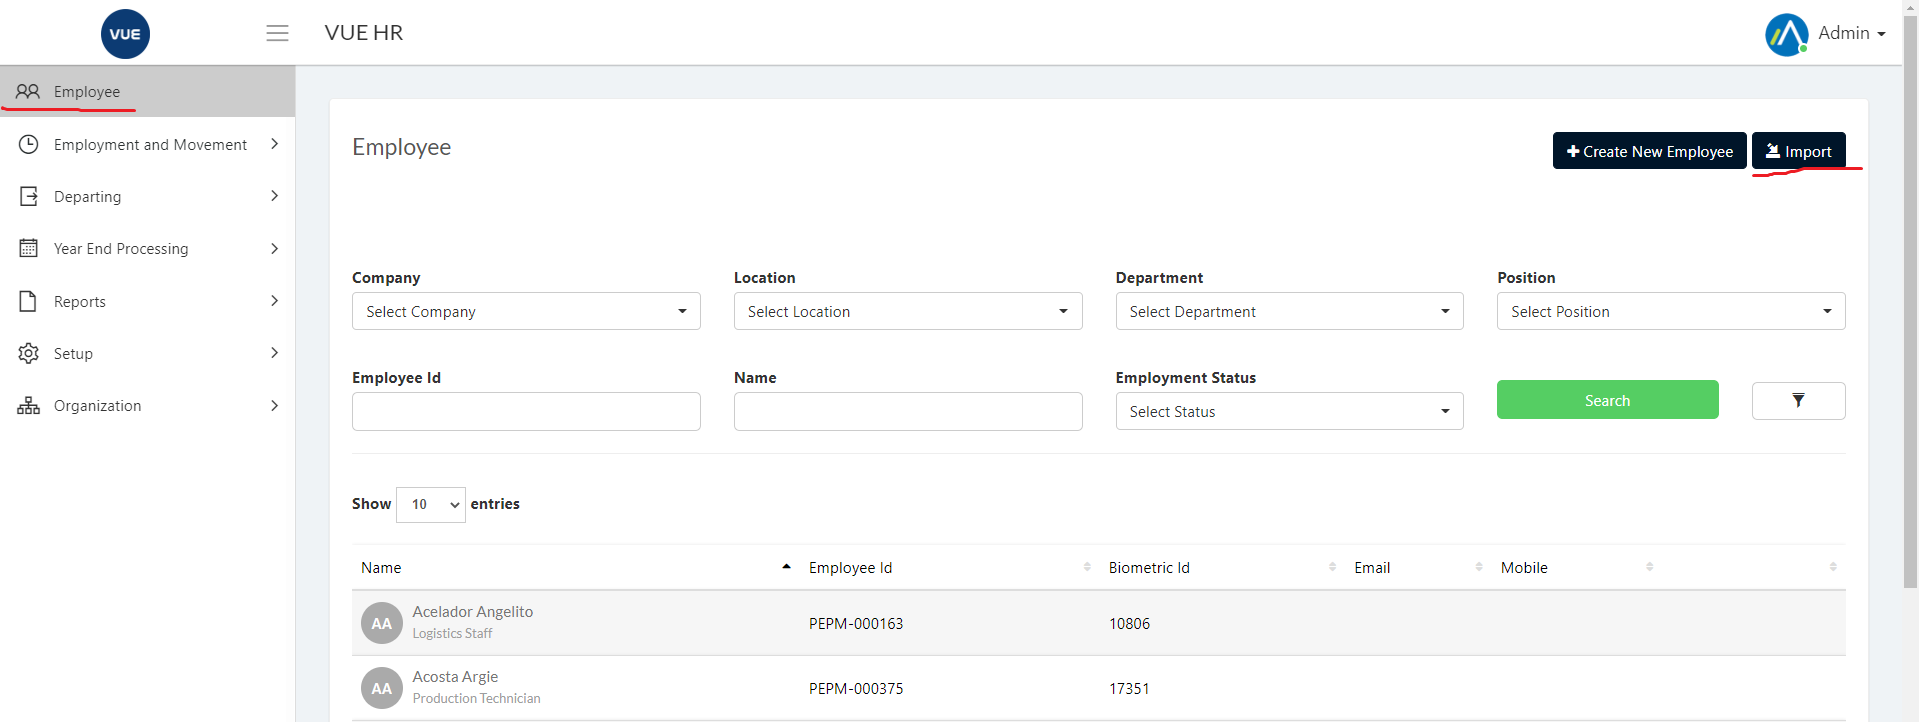 VUE
VUE HR
Admin
Employee
Employment and Movement
Departing
Year End Processing
Reports
Setup
Organization
Employee
Create New Employee
Import
Company Location Department Position
Select Company Select Location Select Department Select Position
Employee Id Name Employment Status
Select Status Search
Show 10 entries
Name Employee Id Biometric Id Email Mobile
AA Acelador Angelito PEPM-000163 10806
Logistics Staff
AA Acosta Argie PEPM-000375 17351
Production Technician